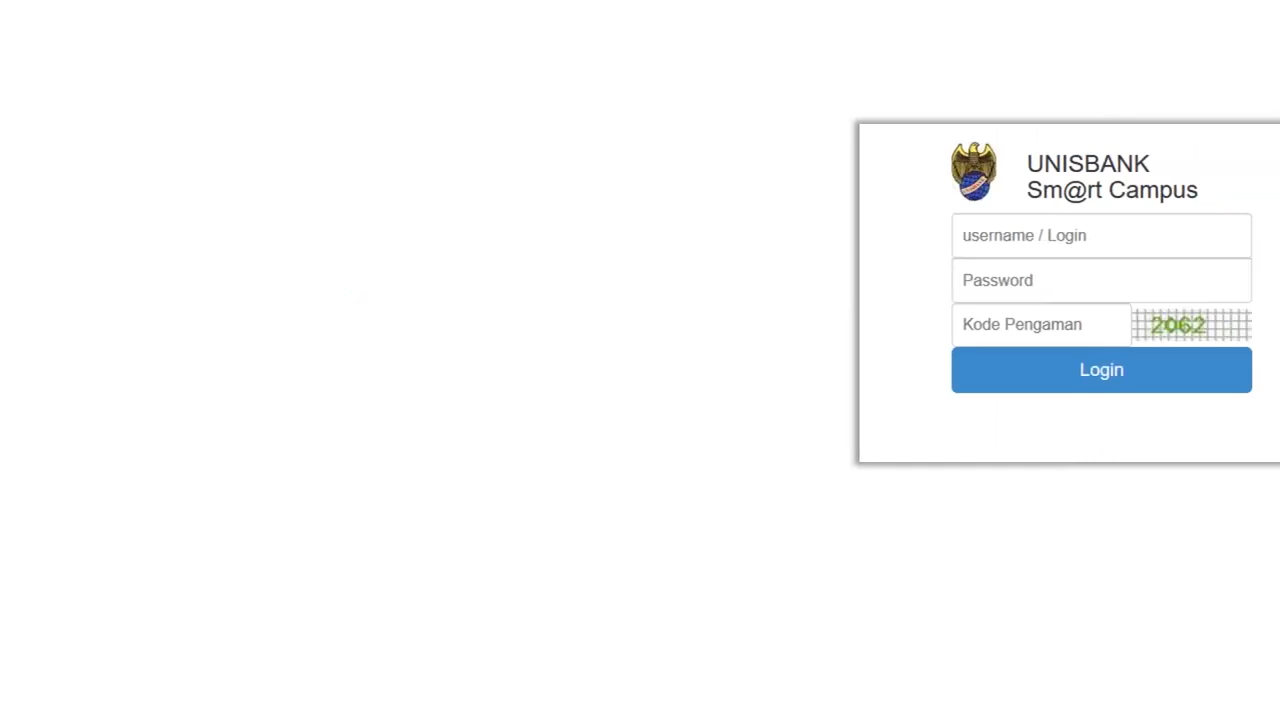 UNISBANK
Sm@rt Campus
username / Login
Password
Kode Pengaman 2062
Login